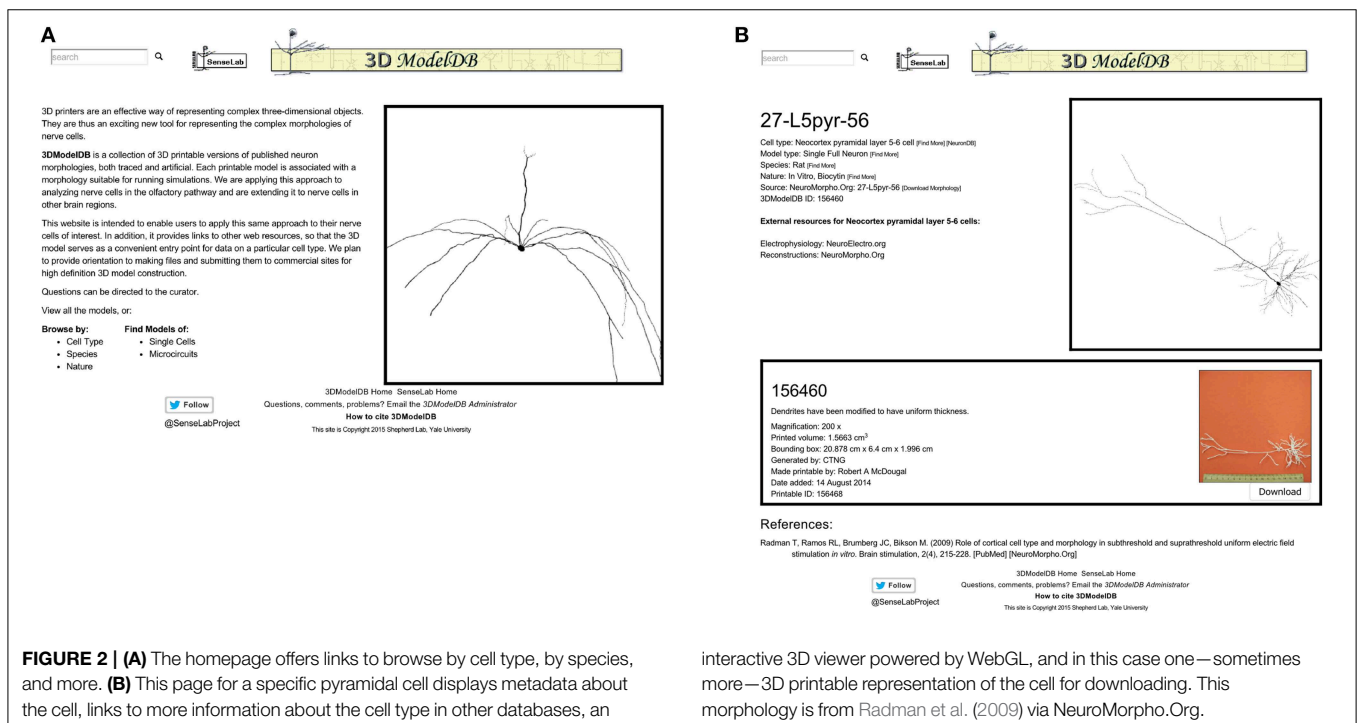 A
search
SenseLab
3D ModelDB
3D printers are an effective way of representing complex three-dimensional objects.
They are thus an exciting new tool for representing the complex morphologies of
nerve cells.
3DModelDB is a collection of 3D printable versions of published neuron
morphologies, both traced and artificial. Each printable model is associated with a
morphology suitable for running simulations. We are applying this approach to
analyzing nerve cells in the olfactory pathway and are extending it to nerve cells in
other brain regions.
This website is intended to enable users to apply this same approach to their nerve
cells of interest. In addition, it provides links to other web resources, so that the 3D
model serves as a convenient entry point for data on a particular cell type. We plan
to provide orientation to making files and submitting them to commercial sites for
high definition 3D model construction.
Questions can be directed to the curator.
View all the models, or:
Browse by:
• Cell Type
• Species
• Nature
Find Models of:
• Single Cells
• Microcircuits
Follow
@SenseLabProject
3DModelDB Home SenseLab Home
Questions, comments, problems? Email the 3DModelDB Administrator
How to cite 3DModelDB
This site is Copyright 2015 Shepherd Lab, Yale University
B
search
SenseLab
3D ModelDB
27-L5pyr-56
Cell type: Neocortex pyramidal layer 5-6 cell [Find More] [NeuronDB]
Model type: Single Full Neuron [Find More]
Species: Rat [Find More]
Nature: In Vitro, Biocytin [Find More]
Source: NeuroMorpho.Org: 27-L5pyr-56 [Download Morphology]
3DModelDB ID: 156460
External resources for Neocortex pyramidal layer 5-6 cells:
Electrophysiology: NeuroElectro.org
Reconstructions: NeuroMorpho.Org
156460
Dendrites have been modified to have uniform thickness.
Magnification: 200 x
Printed volume: 1.5663 cm³
Bounding box: 20.878 cm x 6.4 cm x 1.996 cm
Generated by: CTNG
Made printable by: Robert A McDougal
Date added: 14 August 2014
Printable ID: 156468
Download
References:
Radman T, Ramos RL, Brumberg JC, Bikson M. (2009) Role of cortical cell type and morphology in subthreshold and suprathreshold uniform electric field
stimulation in vitro. Brain stimulation, 2(4), 215-228. [PubMed] [NeuroMorpho.Org]
Follow
@SenseLabProject
3DModelDB Home SenseLab Home
Questions, comments, problems? Email the 3DModelDB Administrator
How to cite 3DModelDB
This site is Copyright 2015 Shepherd Lab, Yale University
FIGURE 2 | (A) The homepage offers links to browse by cell type, by species,
and more. (B) This page for a specific pyramidal cell displays metadata about
the cell, links to more information about the cell type in other databases, an
interactive 3D viewer powered by WebGL, and in this case one—sometimes
more—3D printable representation of the cell for downloading. This
morphology is from Radman et al. (2009) via NeuroMorpho.Org.